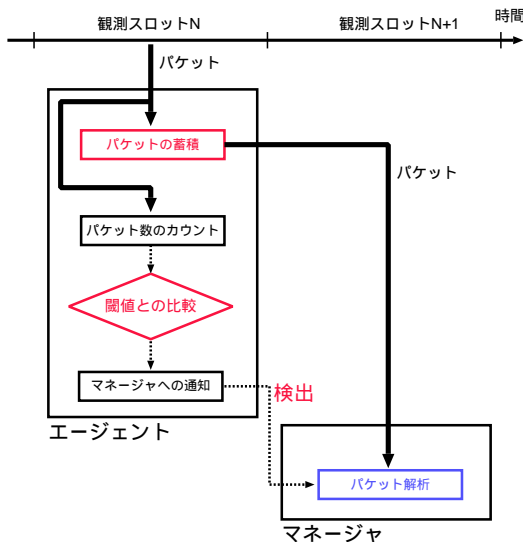 時間
観測スロットN
観測スロットN+1
パケット
パケットの蓄積
パケット
パケット数のカウント
閾値との比較
マネージャへの通知
検出
エージェント
パケット解析
マネージャ